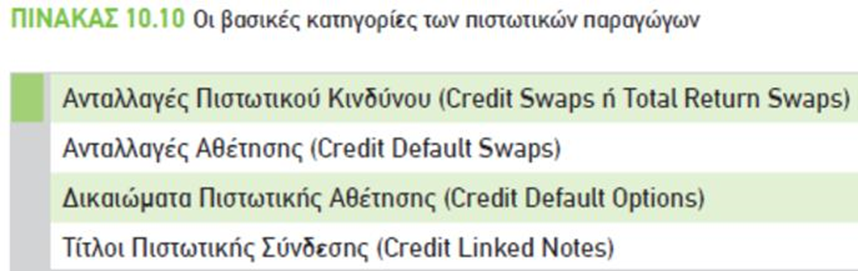 ΠΙΝΑΚΑΣ 10.10 Οι βασικές κατηγορίες των πιστωτικών παραγώγων
Ανταλλαγές Πιστωτικού Κινδύνου (Credit Swaps ή Total Return Swaps)
Ανταλλαγές Αθέτησης (Credit Default Swaps)
Δικαιώματα Πιστωτικής Αθέτησης (Credit Default Options)
Τίτλοι Πιστωτικής Σύνδεσης (Credit Linked Notes)